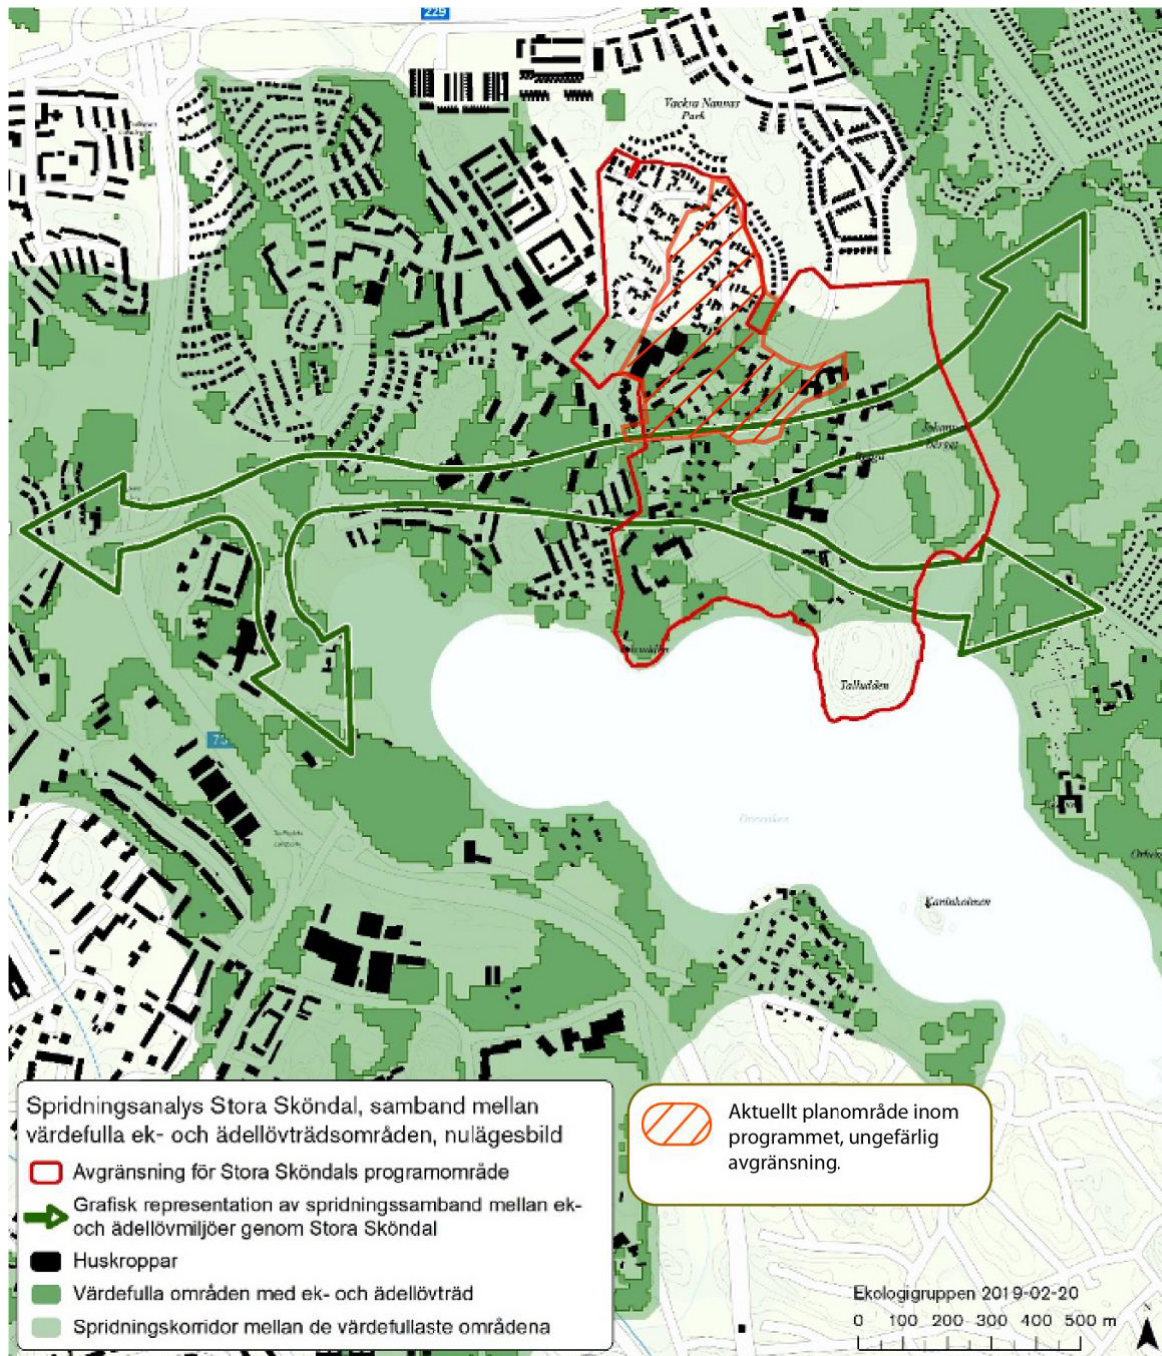 229
Vackra Nannas
Park
Talludden
Karinholmen
Spridningsanalys Stora Sköndal, samband mellan
värdefulla ek- och ädellövträdsområden, nulägesbild
Avgränsning för Stora Sköndals programområde
Grafisk representation av spridningssamband mellan ek-
och ädellövmiljöer genom Stora Sköndal
Huskroppar
Värdefulla områden med ek- och ädellövträd
Spridningskorridor mellan de värdefullaste områdena
Aktuellt planområde inom
programmet, ungefärlig
avgränsning.
Ekologigruppen 2019-02-20
0 100 200 300 400 500 m
N